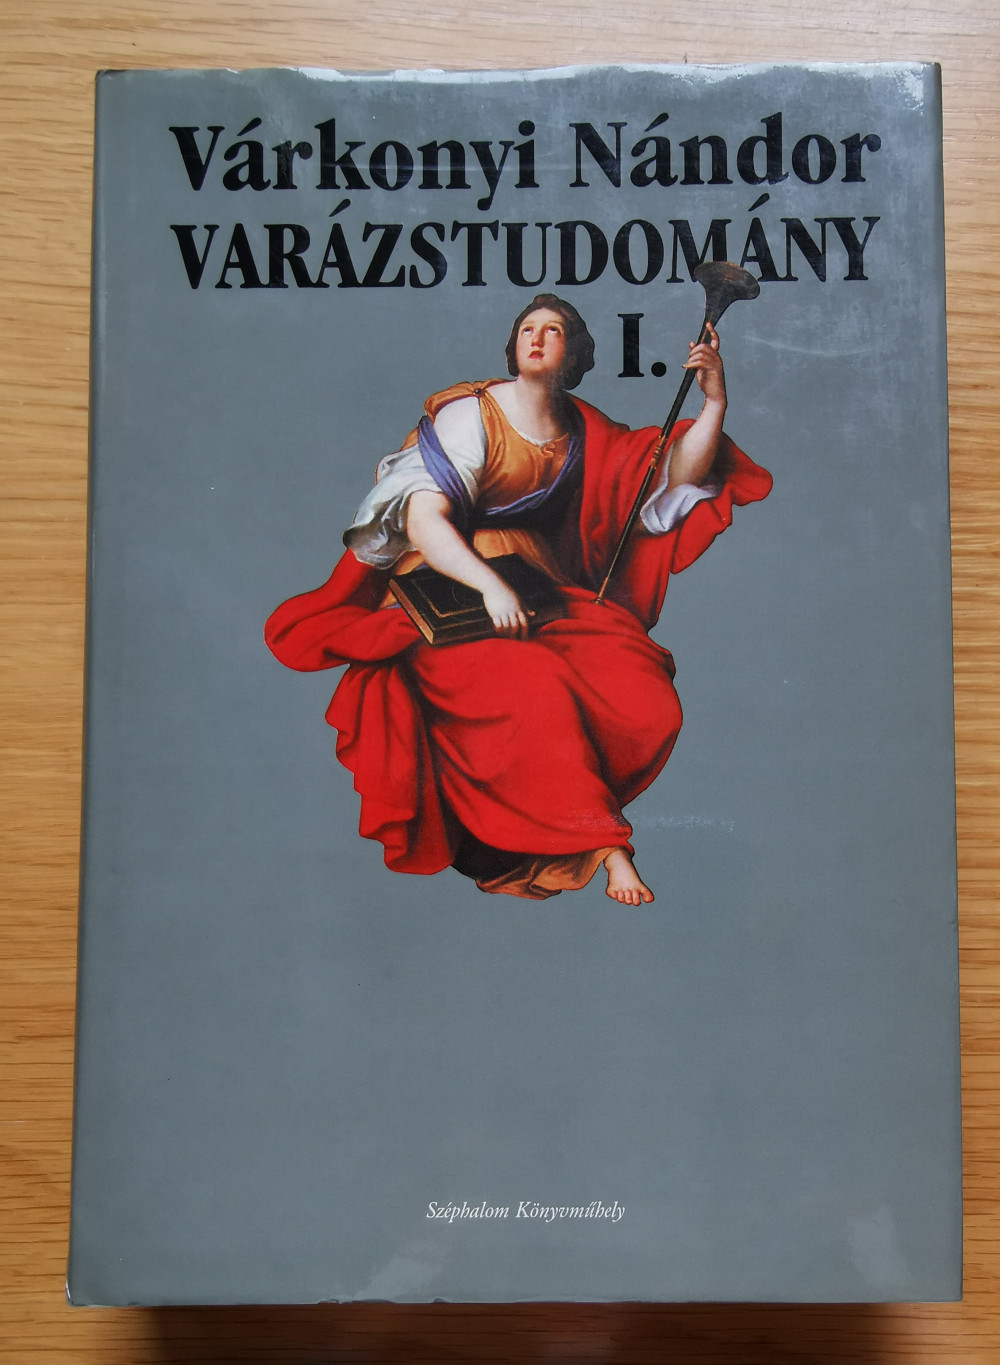 Várkonyi Nándor
VARÁZSTUDOMÁNY
I.
Széphalom Könyvműhely